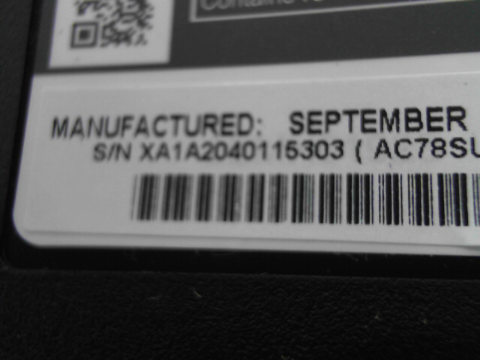 MANUFACTURED: SEPTEMBER
S/N XA1A2040115303 ( AC78SU